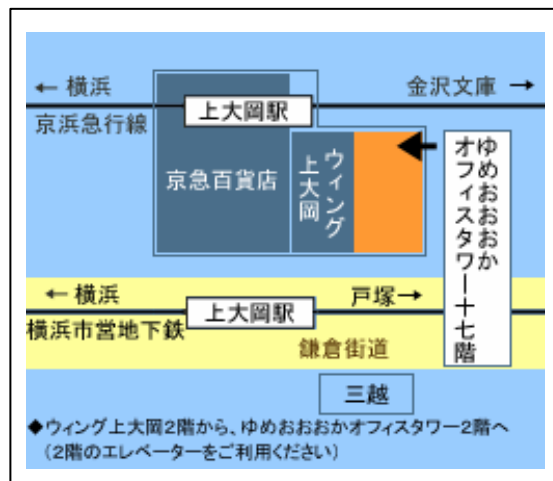 ← 横浜
金沢文庫 →
上大岡駅
京浜急行線
京急百貨店
ウィング
上大岡
ゆめおおおか
オフィスタワー十七階
← 横浜
戸塚→
上大岡駅
横浜市営地下鉄
鎌倉街道
三越
◆ウィング上大岡2階から、ゆめおおおかオフィスタワー2階へ
（2階のエレベーターをご利用ください）